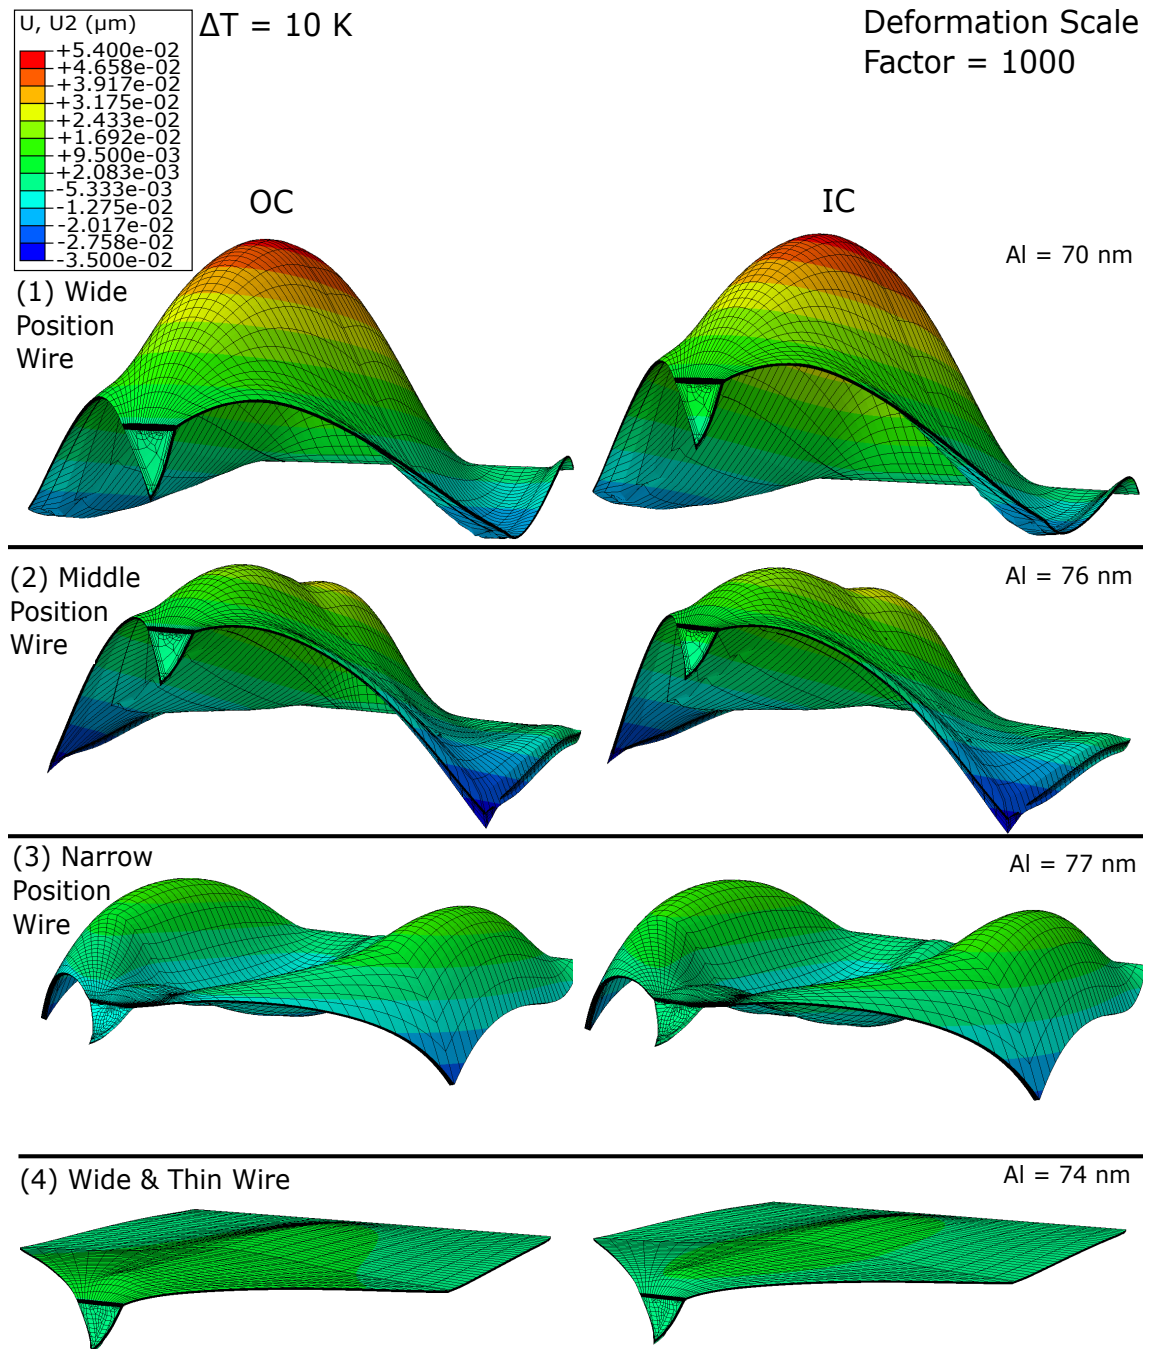 U, U2 (µm)
+5.400e-02
+4.658e-02
+3.917e-02
+3.175e-02
+2.433e-02
+1.692e-02
+9.500e-03
+2.083e-03
-5.333e-03
-1.275e-02
-2.017e-02
-2.758e-02
-3.500e-02
ΔT = 10 K
Deformation Scale
Factor = 1000
OC
IC
Al = 70 nm
(1) Wide
Position
Wire
(2) Middle
Position
Wire
Al = 76 nm
(3) Narrow
Position
Wire
Al = 77 nm
(4) Wide & Thin Wire
Al = 74 nm